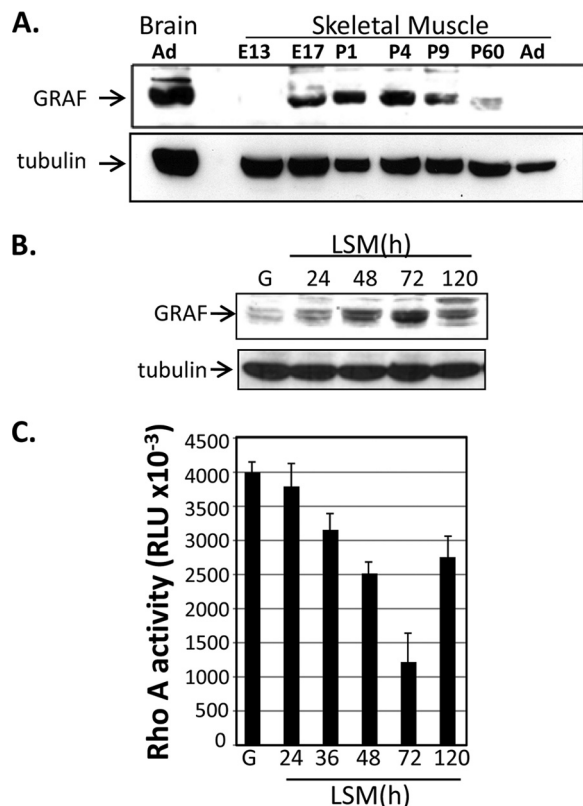 A.
Brain Skeletal Muscle
Ad E13 E17 P1 P4 P9 P60 Ad
GRAF
tubulin
B.
LSM(h)
G 24 48 72 120
GRAF
tubulin
C.
Rho A activity (RLU x10-3)
4500
4000
3500
3000
2500
2000
1500
1000
500
0
G 24 36 48 72 120
LSM(h)